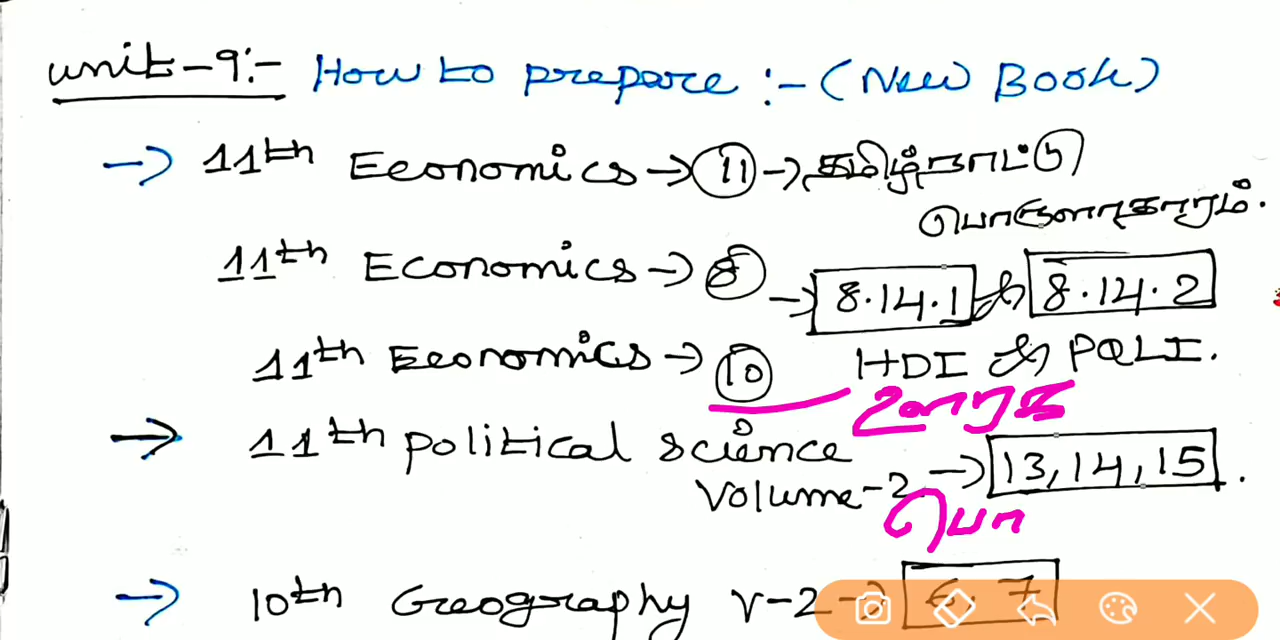 unit-9:- How to prepare :- (New Book)
→ 11th Economics → 11 → தமிழ்நாட்டு
பொருளாதாரம்.
11th Economics → 8 → 8.14.1 & 8.14.2
11th Economics → 10 HDI & PQLI.
ஊரக
→ 11th political science
Volume-2 → 13, 14, 15.
பொ
→ 10th Geography V-2 → 6, 7